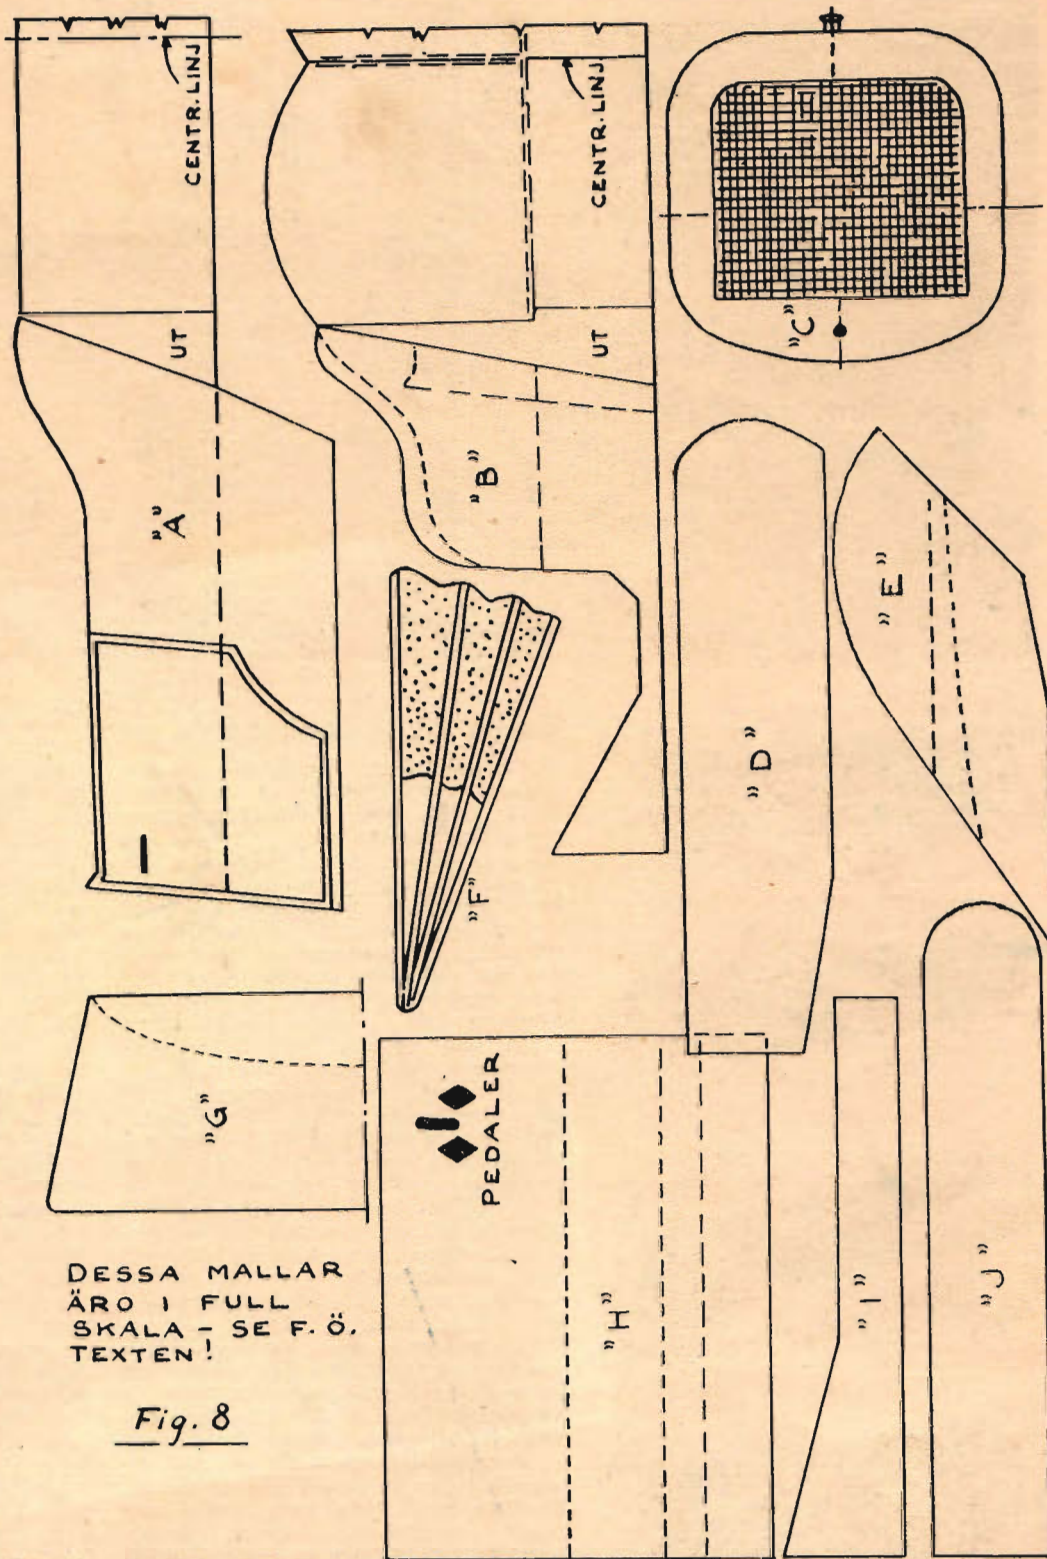 CENTR. LINJ
UT
"A"
CENTR. LINJ
UT
"B"
"C"
"D"
"E"
"F"
"G"
PEDALER
"H"
"I"
"J"
DESSA MALLAR
ÄRO I FULL
SKALA – SE F. Ö.
TEXTEN!
Fig. 8